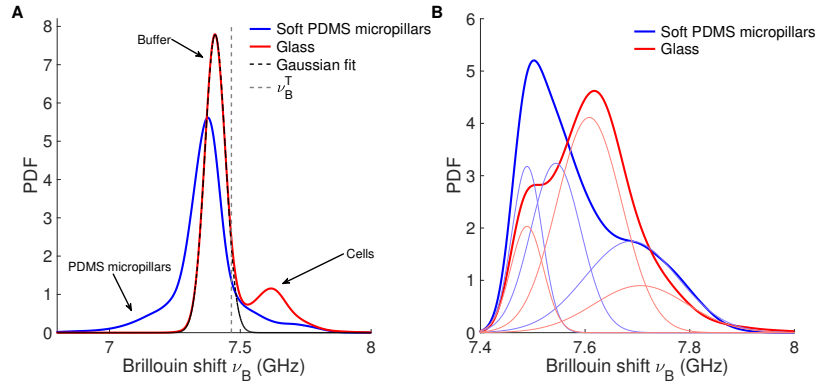 A
8
7
6
5
4
3
2
1
0
PDF
7
7.5
8
Brillouin shift ν_B (GHz)
Buffer
PDMS micropillars
Cells
Soft PDMS micropillars
Glass
Gaussian fit
ν_B^T
B
6
5
4
3
2
1
0
PDF
7.4
7.6
7.8
8
Brillouin shift ν_B (GHz)
Soft PDMS micropillars
Glass